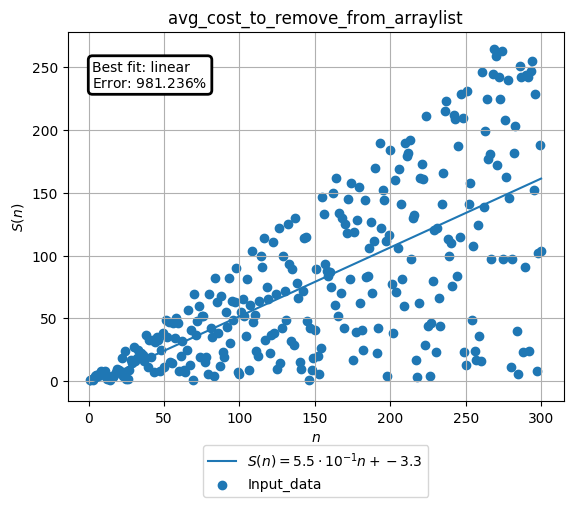 avg_cost_to_remove_from_arraylist
Best fit: linear
Error: 981.236%
250
200
150
100
50
0
S(n)
0 50 100 150 200 250 300
n
S(n) = 5.5 · 10⁻¹n + −3.3
Input_data